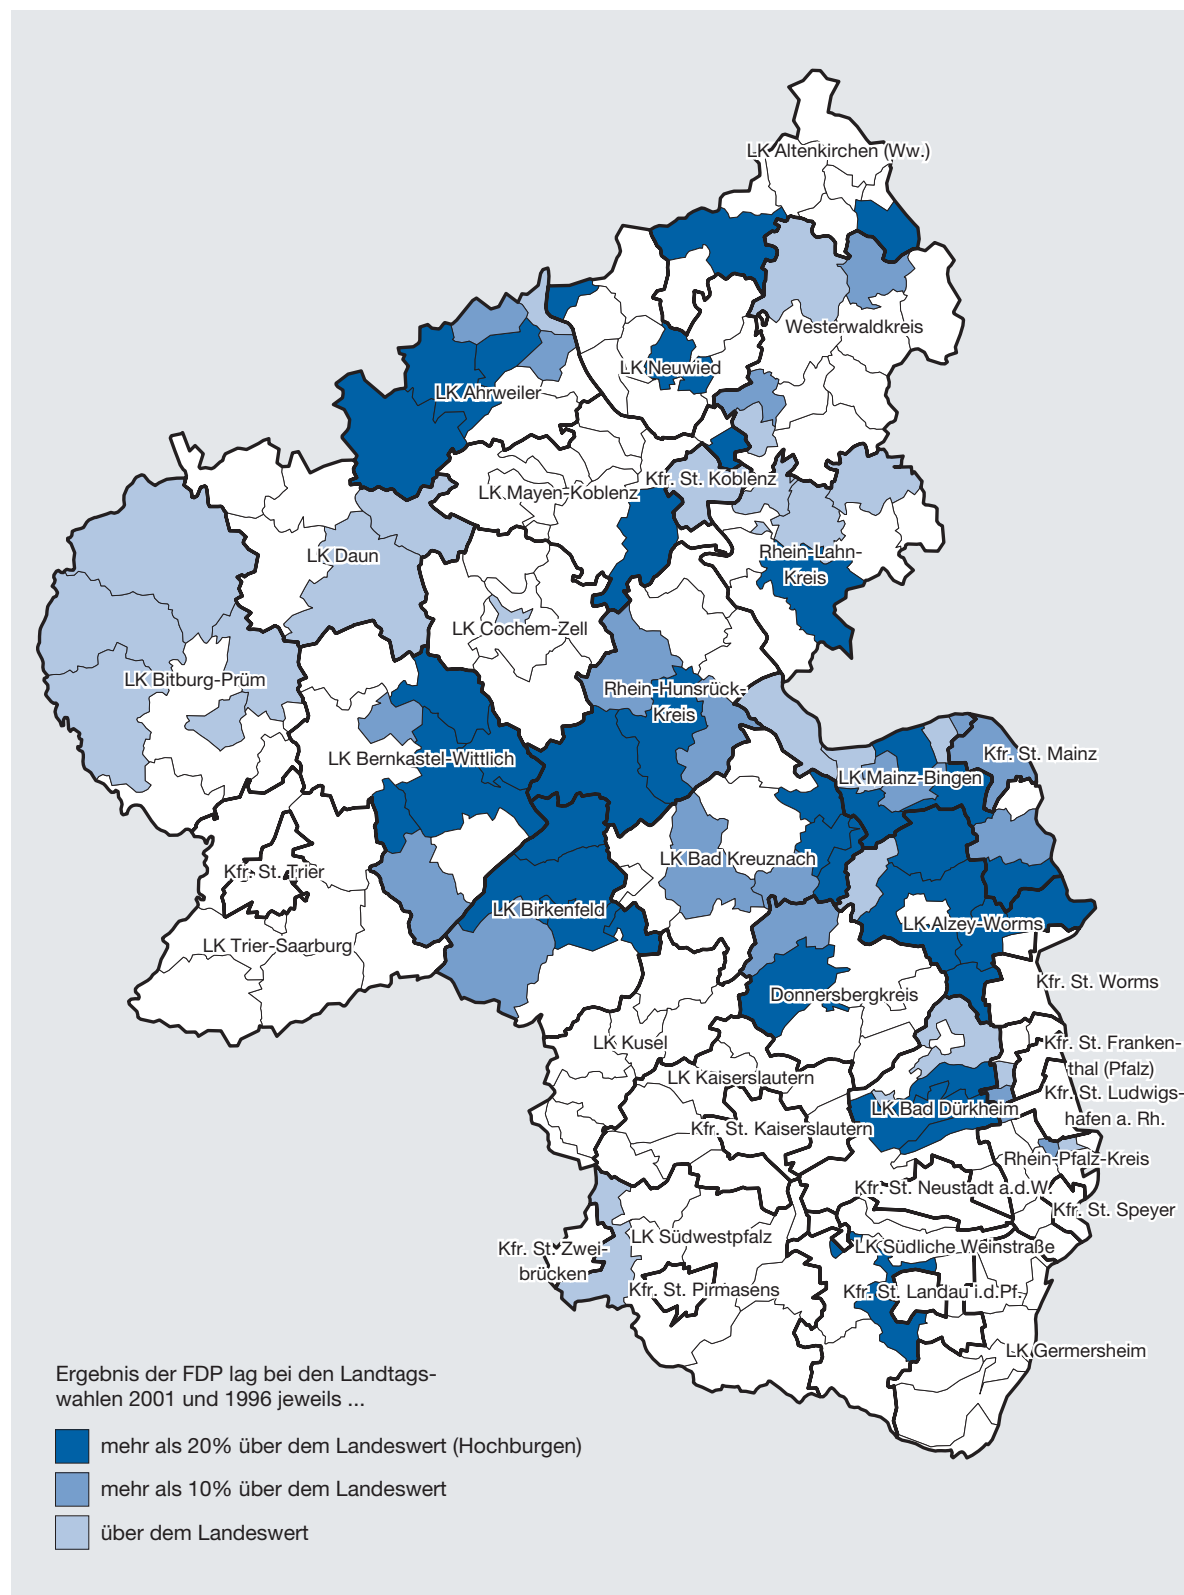 LK Altenkirchen (Ww.)
Westerwaldkreis
LK Neuwied
LK Ahrweiler
Kfr. St. Koblenz
LK Mayen-Koblenz
LK Daun
Rhein-Lahn-
Kreis
LK Cochem-Zell
LK Bitburg-Prüm
Rhein-Hunsrück-
Kreis
LK Bernkastel-Wittlich
Kfr. St. Mainz
LK Mainz-Bingen
LK Bad Kreuznach
Kfr. St. Trier
LK Birkenfeld
LK Alzey-Worms
LK Trier-Saarburg
Kfr. St. Worms
Donnersbergkreis
LK Kusel
Kfr. St. Franken-
thal (Pfalz)
LK Kaiserslautern
Kfr. St. Ludwigs-
hafen a. Rh.
LK Bad Dürkheim
Kfr. St. Kaiserslautern
Rhein-Pfalz-Kreis
Kfr. St. Neustadt a.d.W.
Kfr. St. Speyer
LK Südwestpfalz
LK Südliche Weinstraße
Kfr. St. Zwei-
brücken
Kfr. St. Pirmasens
Kfr. St. Landau i.d.Pf.
LK Germersheim
Ergebnis der FDP lag bei den Landtags-
wahlen 2001 und 1996 jeweils ...
mehr als 20% über dem Landeswert (Hochburgen)
mehr als 10% über dem Landeswert
über dem Landeswert